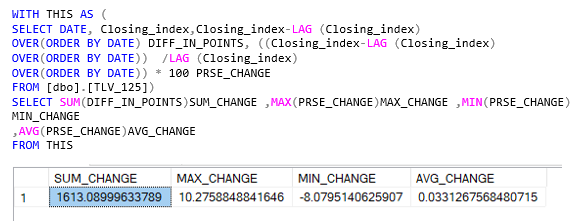 WITH THIS AS (
SELECT DATE, Closing_index,Closing_index-LAG (Closing_index)
OVER(ORDER BY DATE) DIFF_IN_POINTS, ((Closing_index-LAG (Closing_index)
OVER(ORDER BY DATE))  /LAG (Closing_index)
OVER(ORDER BY DATE)) * 100 PRSE_CHANGE
FROM [dbo].[TLV_125])
SELECT SUM(DIFF_IN_POINTS)SUM_CHANGE ,MAX(PRSE_CHANGE)MAX_CHANGE ,MIN(PRSE_CHANGE)
MIN_CHANGE
,AVG(PRSE_CHANGE)AVG_CHANGE
FROM THIS
SUM_CHANGE MAX_CHANGE MIN_CHANGE AVG_CHANGE
1 1613.08999633789 10.2758848841646 -8.0795140625907 0.0331267568480715